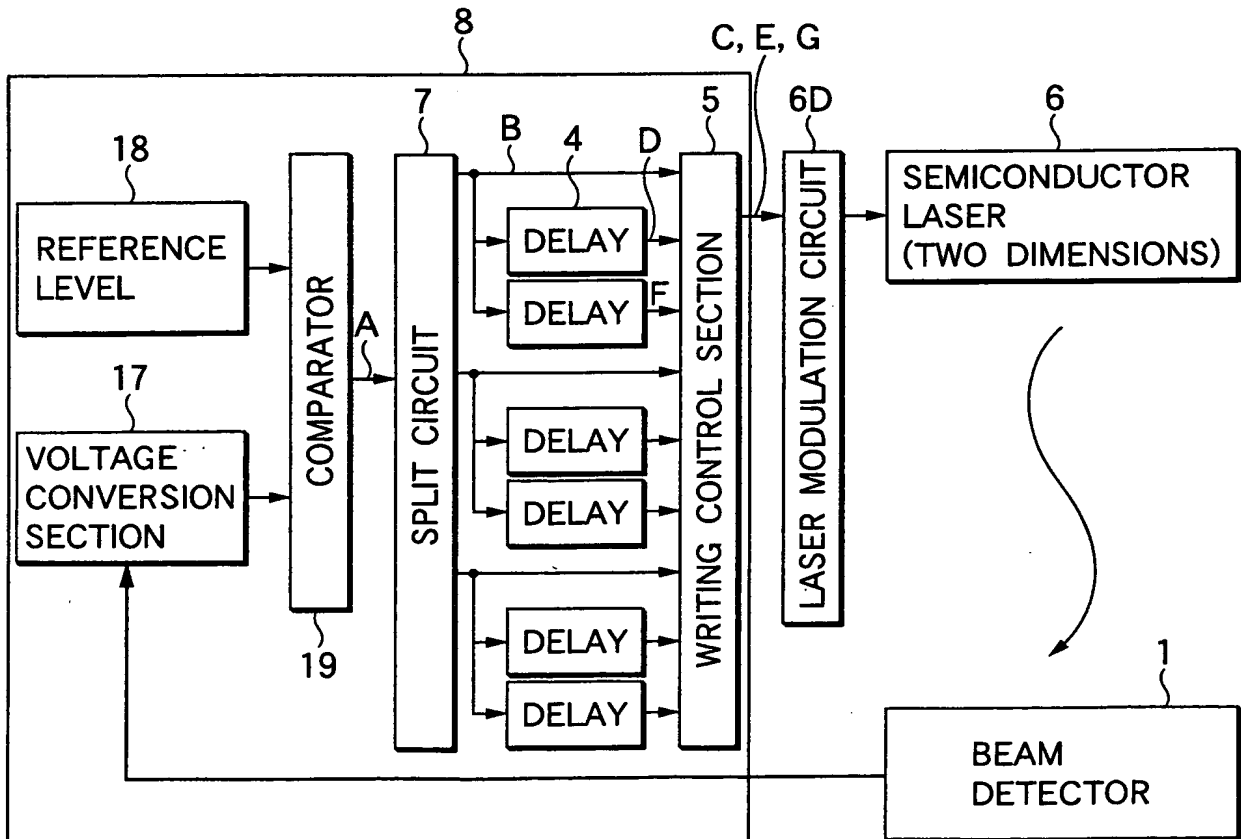 8
C, E, G
18
7
B
4
D
5
6D
6
REFERENCE
LEVEL
COMPARATOR
A
SPLIT CIRCUIT
DELAY
DELAY
F
WRITING CONTROL SECTION
LASER MODULATION CIRCUIT
SEMICONDUCTOR
LASER
(TWO DIMENSIONS)
17
VOLTAGE
CONVERSION
SECTION
DELAY
DELAY
19
DELAY
DELAY
1
BEAM
DETECTOR